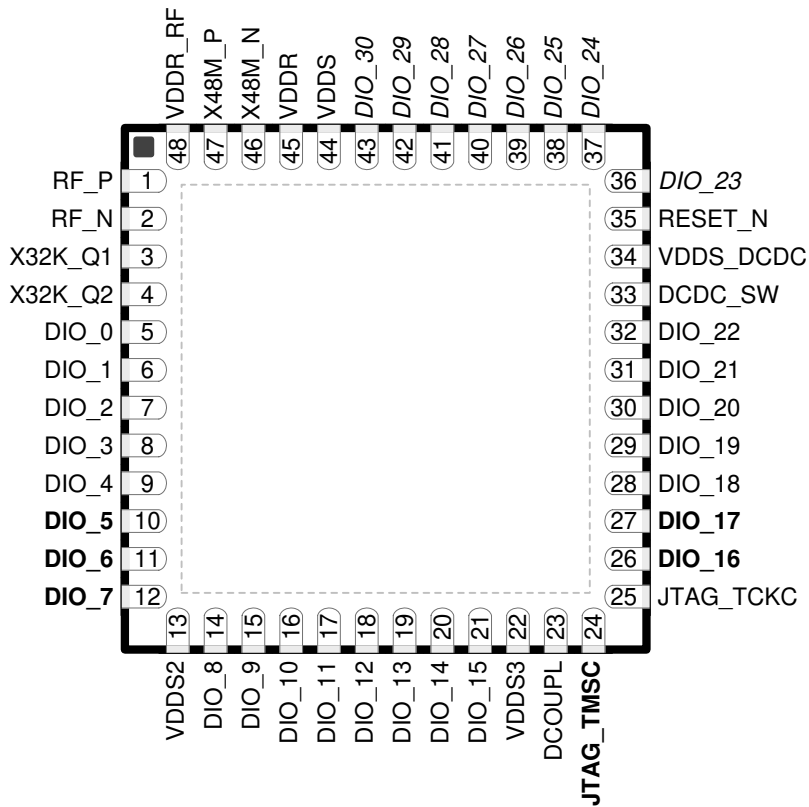 VDDR_RF
X48M_P
X48M_N
VDDR
VDDS
DIO_30
DIO_29
DIO_28
DIO_27
DIO_26
DIO_25
DIO_24
48
47
46
45
44
43
42
41
40
39
38
37
RF_P 1
RF_N 2
X32K_Q1 3
X32K_Q2 4
DIO_0 5
DIO_1 6
DIO_2 7
DIO_3 8
DIO_4 9
DIO_5 10
DIO_6 11
DIO_7 12
36 DIO_23
35 RESET_N
34 VDDS_DCDC
33 DCDC_SW
32 DIO_22
31 DIO_21
30 DIO_20
29 DIO_19
28 DIO_18
27 DIO_17
26 DIO_16
25 JTAG_TCKC
13
14
15
16
17
18
19
20
21
22
23
24
VDDS2
DIO_8
DIO_9
DIO_10
DIO_11
DIO_12
DIO_13
DIO_14
DIO_15
VDDS3
DCOUPL
JTAG_TMSC